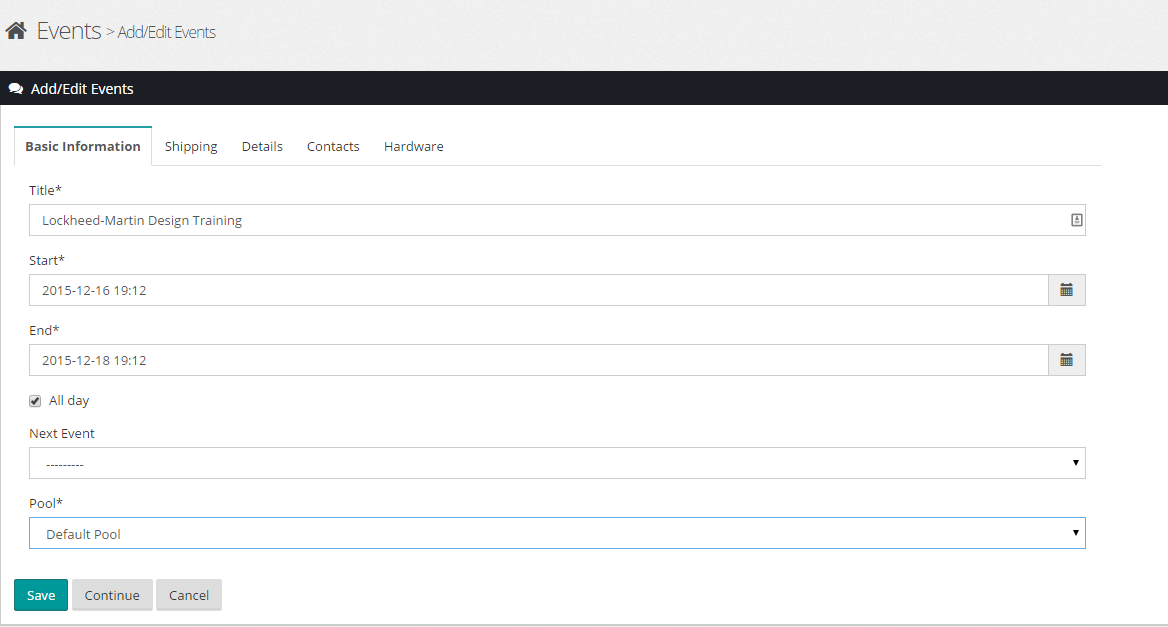 Events > Add/Edit Events
Add/Edit Events
Basic Information Shipping Details Contacts Hardware
Title*
Lockheed-Martin Design Training
Start*
2015-12-16 19:12
End*
2015-12-18 19:12
All day
Next Event
---------
Pool*
Default Pool
Save Continue Cancel